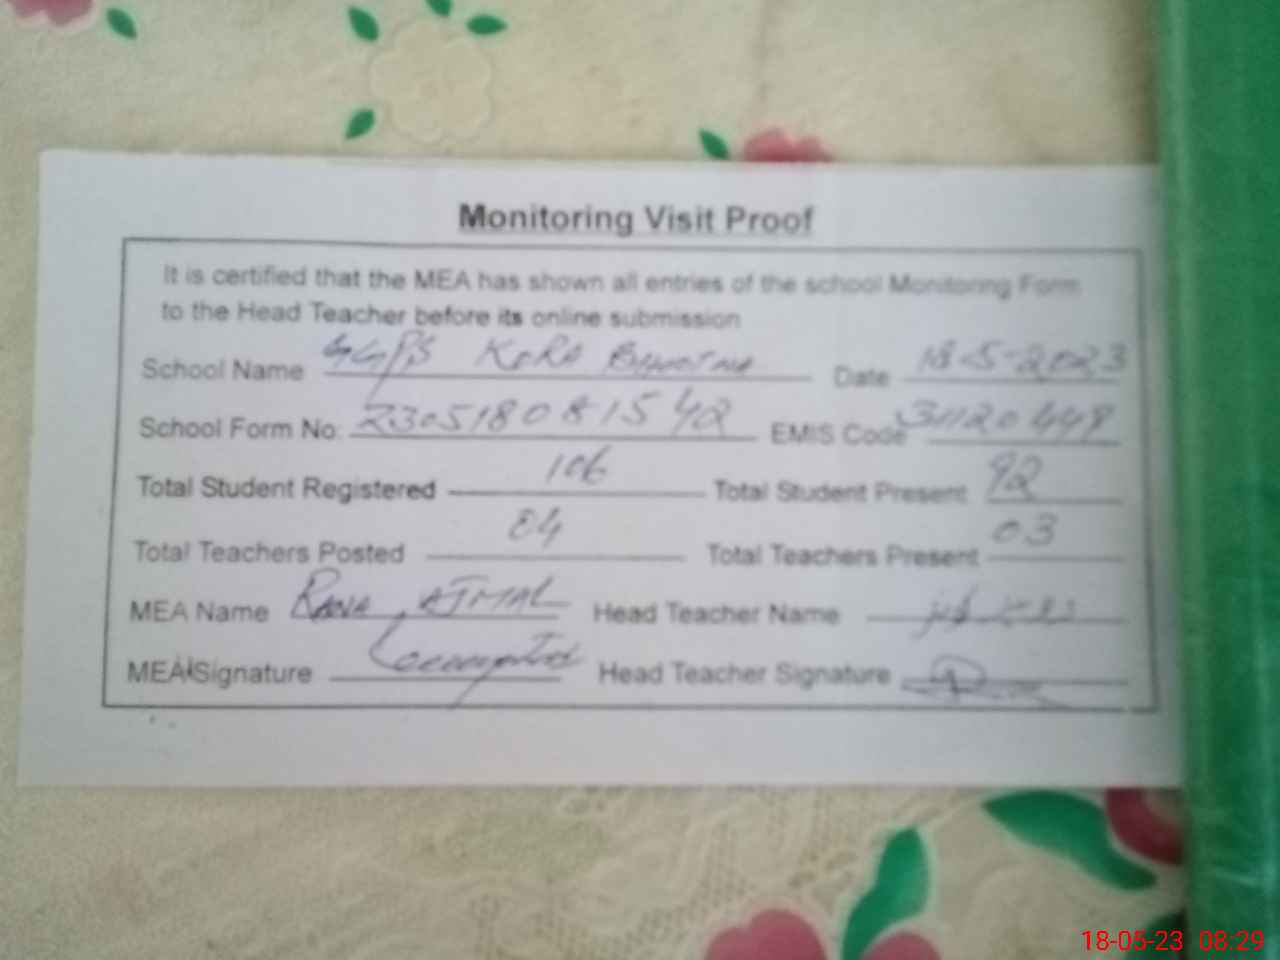 Monitoring Visit Proof
It is certified that the MEA has shown all entries of the school Monitoring Form
to the Head Teacher before its online submission
School Name GGPS KORA Date 18-5-2023
School Form No: 230518081542 EMIS Code 31120448
Total Student Registered 106 Total Student Present 92
Total Teachers Posted 04 Total Teachers Present 03
MEA Name RANA AJMAL Head Teacher Name
MEA Signature Head Teacher Signature
18-05-23 08:29